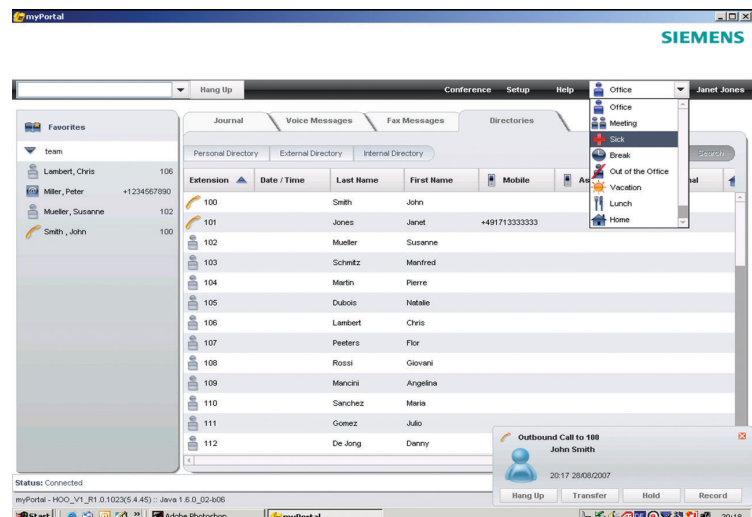 myPortal
SIEMENS
Hang Up
Conference Setup Help Office Janet Jones
Office
Meeting
Sick
Break
Out of the Office
Vacation
Lunch
Home
Favorites
team
Lambert, Chris 106
Miller, Peter +1234567890
Mueller, Susanne 102
Smith , John 100
Journal Voice Messages Fax Messages Directories
Personal Directory External Directory Internal Directory Search
Extension Date / Time Last Name First Name Mobile
100 Smith John
101 Jones Janet +491713333333
102 Mueller Susanne
103 Schmitz Manfred
104 Martin Pierre
105 Dubois Natalie
106 Lambert Chris
107 Peeters Flor
108 Rossi Giovani
109 Mancini Angelina
110 Sanchez Maria
111 Gomez Julio
112 De Jong Danny
Outbound Call to 100
John Smith
20:17 28/08/2007
Hang Up Transfer Hold Record
Status: Connected
myPortal - HOO_V1_R1.0.1023(5.4.45) :: Java 1.6.0_02-b06
Start Adobe Photoshop myPortal 20:18